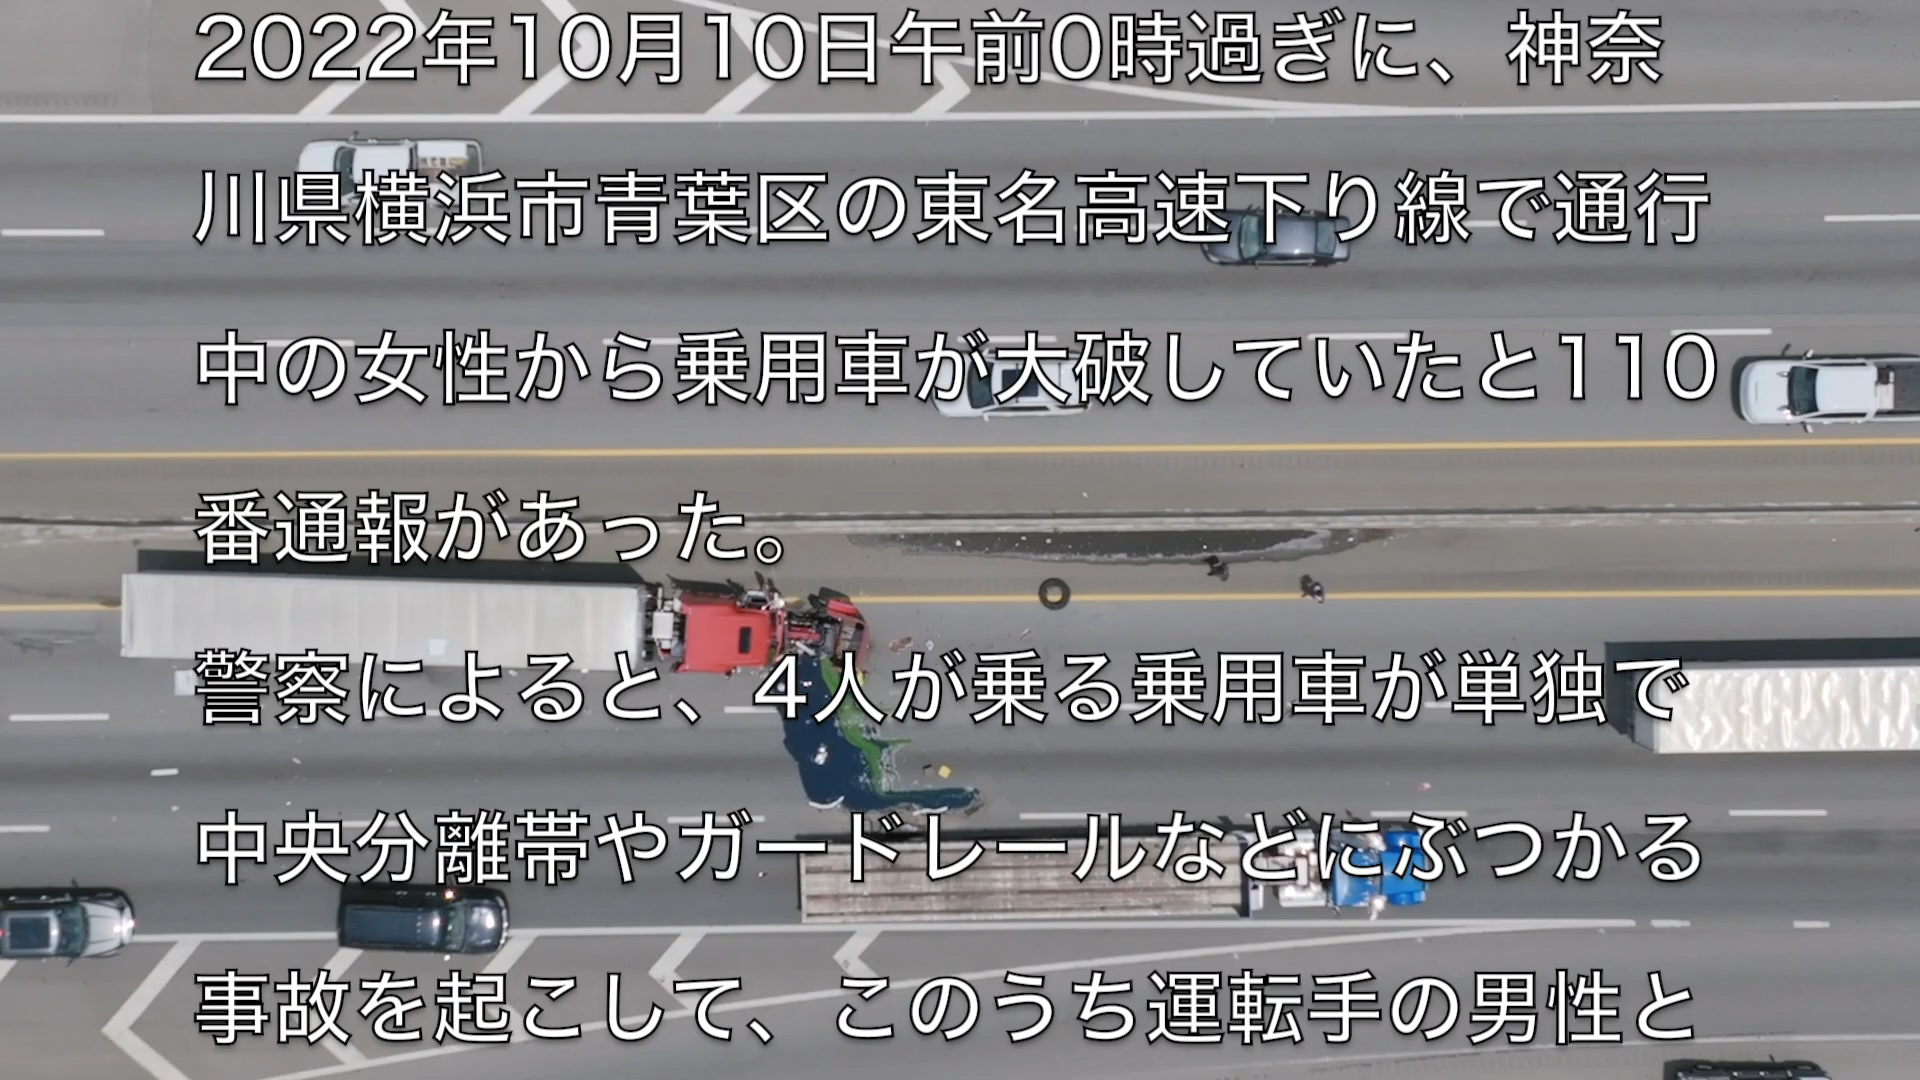 2022年10月10日午前0時過ぎに、神奈
川県横浜市青葉区の東名高速下り線で通行
中の女性から乗用車が大破していたと110
番通報があった。
警察によると、4人が乗る乗用車が単独で
中央分離帯やガードレールなどにぶつかる
事故を起こして、このうち運転手の男性と